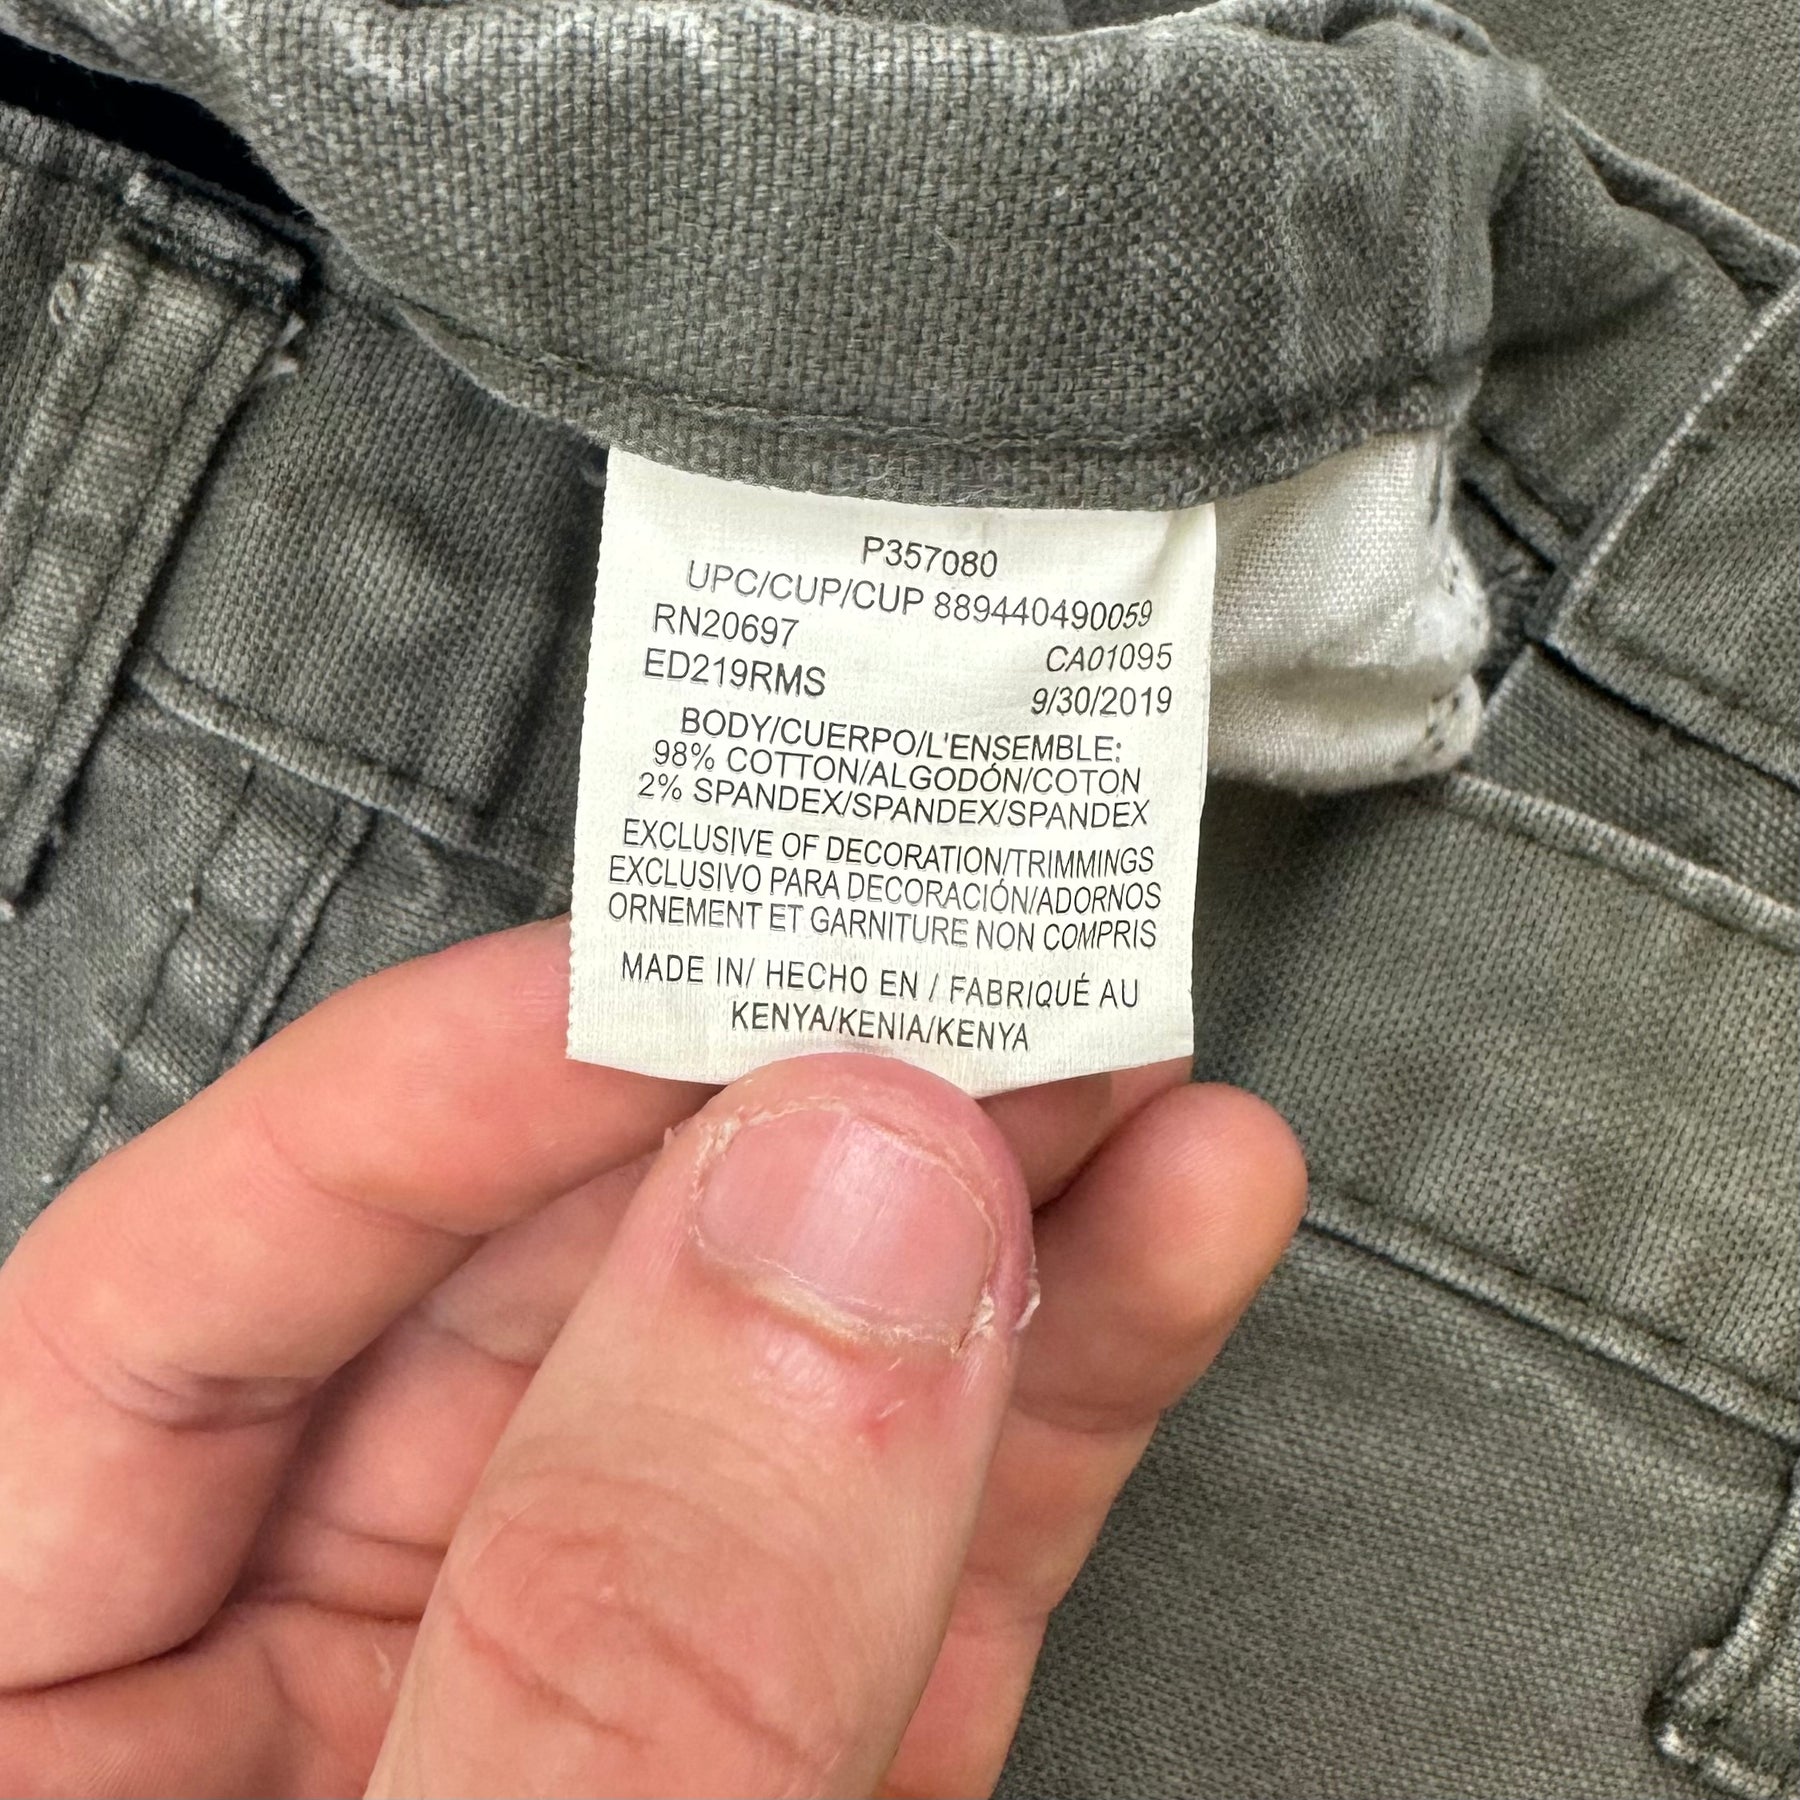 P357080
UPC/CUP/CUP 889440490059
RN20697 CA01095
ED219RMS 9/30/2019
BODY/CUERPO/L'ENSEMBLE:
98% COTTON/ALGODÓN/COTON
2% SPANDEX/SPANDEX/SPANDEX
EXCLUSIVE OF DECORATION/TRIMMINGS
EXCLUSIVO PARA DECORACIÓN/ADORNOS
ORNEMENT ET GARNITURE NON COMPRIS
MADE IN/ HECHO EN / FABRIQUÉ AU
KENYA/KENIA/KENYA